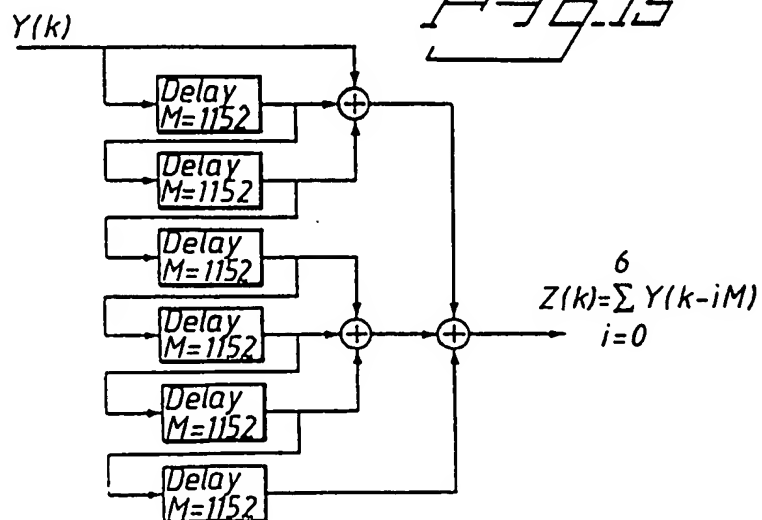 Y(k)
Delay
M=1152
Delay
M=1152
Delay
M=1152
Delay
M=1152
Delay
M=1152
Delay
M=1152
6
Z(k)=Σ Y(k-iM)
i=0